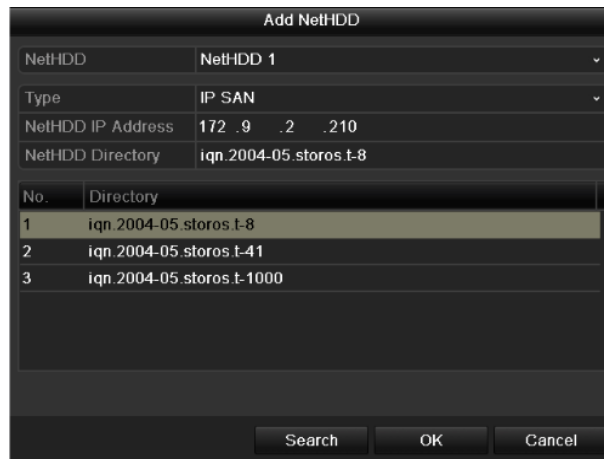 Add NetHDD
NetHDD NetHDD 1
Type IP SAN
NetHDD IP Address 172 .9 .2 .210
NetHDD Directory iqn.2004-05.storos.t-8
No. Directory
1 iqn.2004-05.storos.t-8
2 iqn.2004-05.storos.t-41
3 iqn.2004-05.storos.t-1000
Search OK Cancel